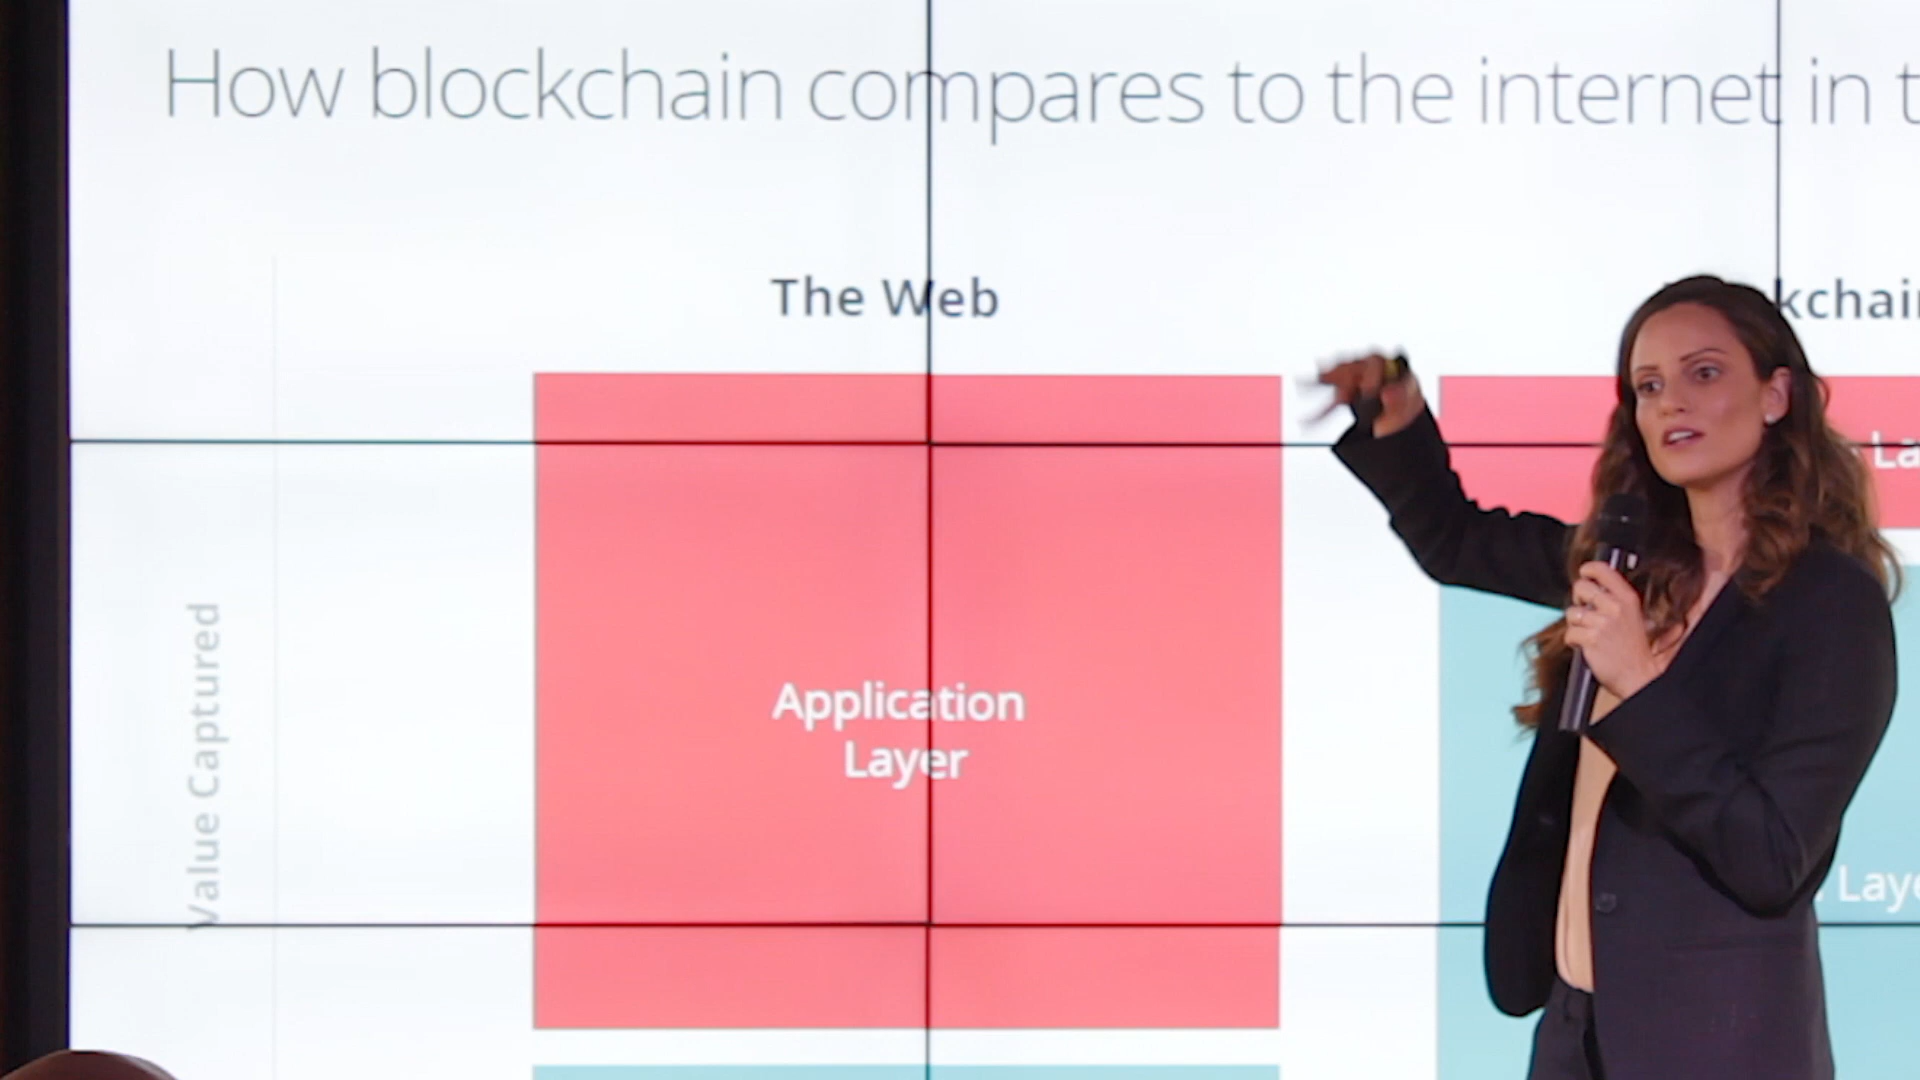 How blockchain compares to the internet in t
The Web
kchain
Application
Layer
La
Value Captured
Laye